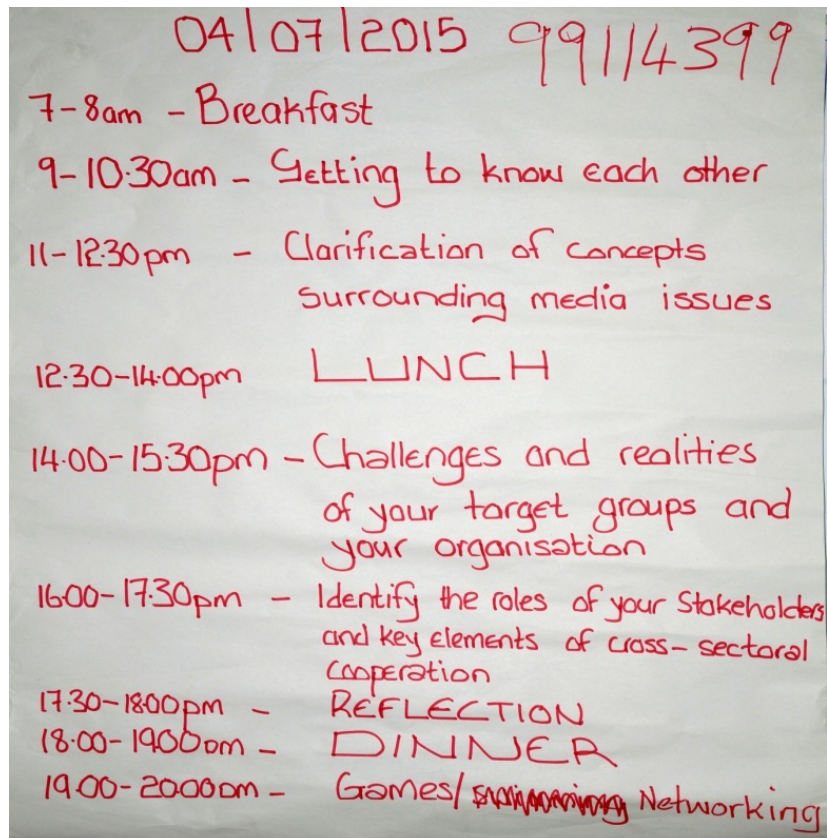 04/07/2015 99114399
7-8am - Breakfast
9-10.30am - Getting to know each other
11-12.30pm - Clarification of concepts
surrounding media issues
12.30-14.00pm LUNCH
14.00-15.30pm - Challenges and realities
of your target groups and
your organisation
16.00-17.30pm - Identify the roles of your Stakeholders
and key elements of cross-sectoral
cooperation
17.30-18.00pm - REFLECTION
18.00-19.00pm - DINNER
19.00-20.00pm - Games/ Networking